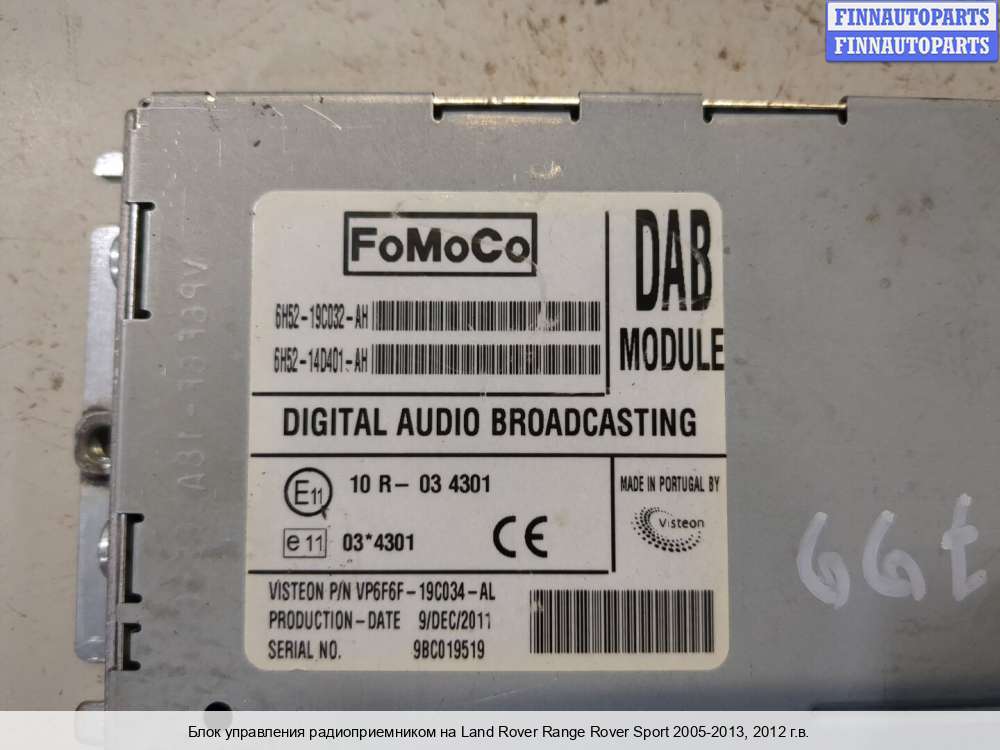 FINNAUTOPARTS
FINNAUTOPARTS
FoMoCo
DAB
6H52-19C032-AH
6H52-14D401-AH
MODULE
DIGITAL AUDIO BROADCASTING
E11 10 R- 03 4301
e11 03*4301
CE
MADE IN PORTUGAL BY
Visteon
VISTEON P/N VP6F6F-19C034-AL
PRODUCTION-DATE 9/DEC/2011
SERIAL NO. 9BC019519
Блок управления радиоприемником на Land Rover Range Rover Sport 2005-2013, 2012 г.в.